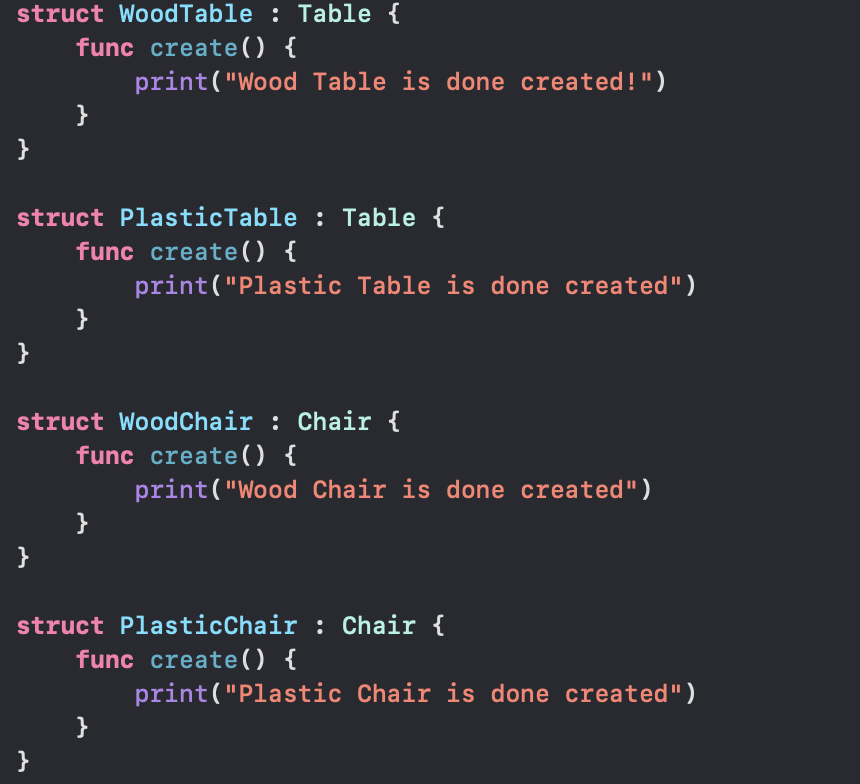 struct WoodTable : Table {
    func create() {
        print("Wood Table is done created!")
    }
}

struct PlasticTable : Table {
    func create() {
        print("Plastic Table is done created")
    }
}

struct WoodChair : Chair {
    func create() {
        print("Wood Chair is done created")
    }
}

struct PlasticChair : Chair {
    func create() {
        print("Plastic Chair is done created")
    }
}